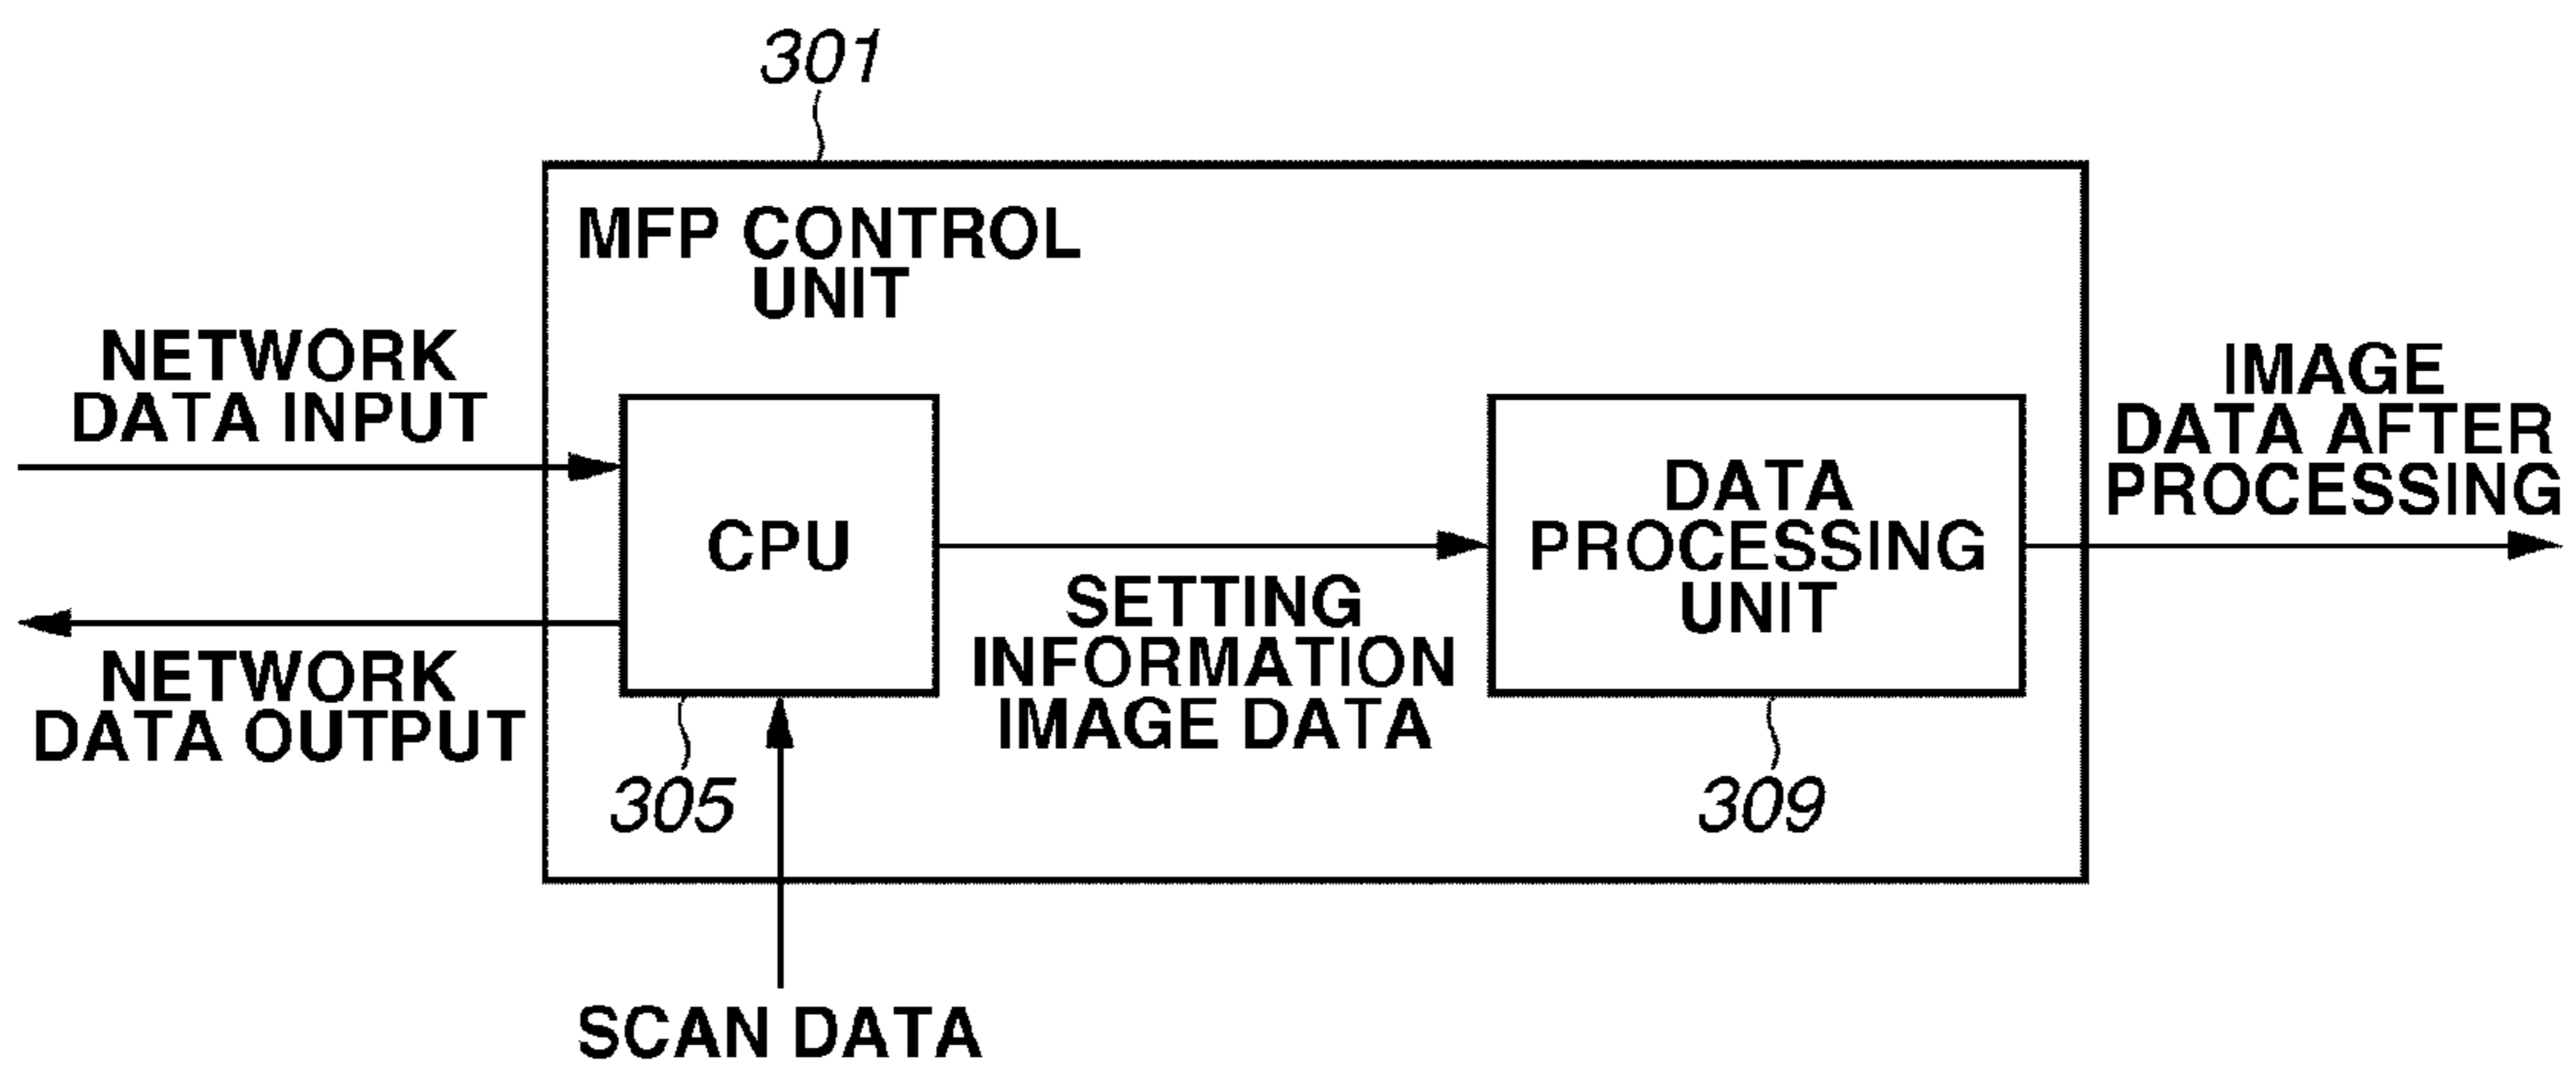 301
MFP CONTROL
UNIT
NETWORK
DATA INPUT
NETWORK
DATA OUTPUT
CPU
305
SCAN DATA
SETTING
INFORMATION
IMAGE DATA
DATA
PROCESSING
UNIT
309
IMAGE
DATA AFTER
PROCESSING